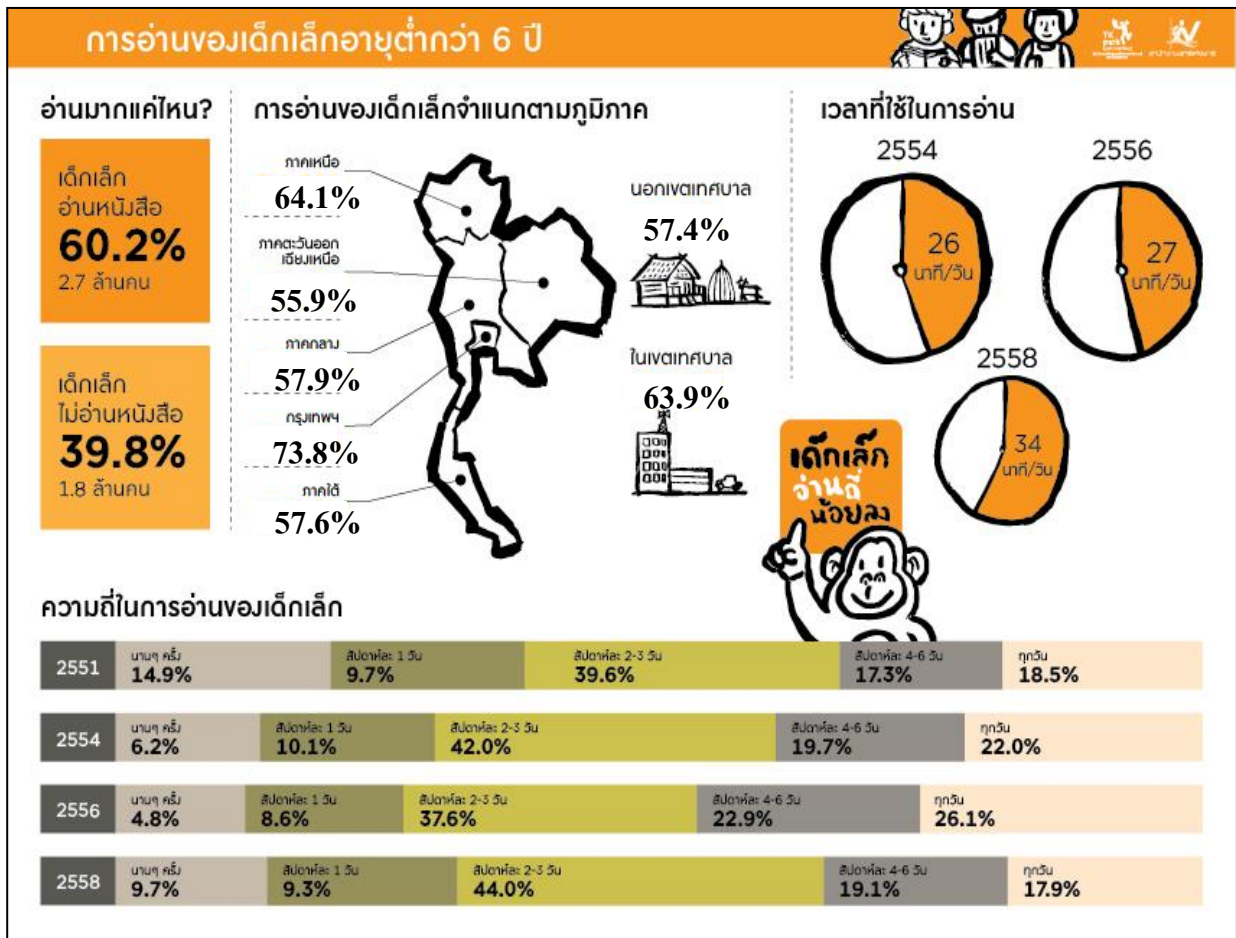 การอ่านของเด็กเล็กอายุต่ำกว่า 6 ปี
TK
park
อ่านมากแค่ไหน?
เด็กเล็ก
อ่านหนังสือ
60.2%
2.7 ล้านคน
เด็กเล็ก
ไม่อ่านหนังสือ
39.8%
1.8 ล้านคน
การอ่านของเด็กเล็กจำแนกตามภูมิภาค
ภาคเหนือ
64.1%
ภาคตะวันออก
เฉียงเหนือ
55.9%
ภาคกลาง
57.9%
กรุงเทพฯ
73.8%
ภาคใต้
57.6%
นอกเขตเทศบาล
57.4%
ในเขตเทศบาล
63.9%
เวลาที่ใช้ในการอ่าน
2554
26
นาที/วัน
2556
27
นาที/วัน
2558
34
นาที/วัน
เด็กเล็ก
อ่านถี่
น้อยลง
ความถี่ในการอ่านของเด็กเล็ก
2551
นานๆ ครั้ง
14.9%
สัปดาห์ละ 1 วัน
9.7%
สัปดาห์ละ 2-3 วัน
39.6%
สัปดาห์ละ 4-6 วัน
17.3%
ทุกวัน
18.5%
2554
นานๆ ครั้ง
6.2%
สัปดาห์ละ 1 วัน
10.1%
สัปดาห์ละ 2-3 วัน
42.0%
สัปดาห์ละ 4-6 วัน
19.7%
ทุกวัน
22.0%
2556
นานๆ ครั้ง
4.8%
สัปดาห์ละ 1 วัน
8.6%
สัปดาห์ละ 2-3 วัน
37.6%
สัปดาห์ละ 4-6 วัน
22.9%
ทุกวัน
26.1%
2558
นานๆ ครั้ง
9.7%
สัปดาห์ละ 1 วัน
9.3%
สัปดาห์ละ 2-3 วัน
44.0%
สัปดาห์ละ 4-6 วัน
19.1%
ทุกวัน
17.9%